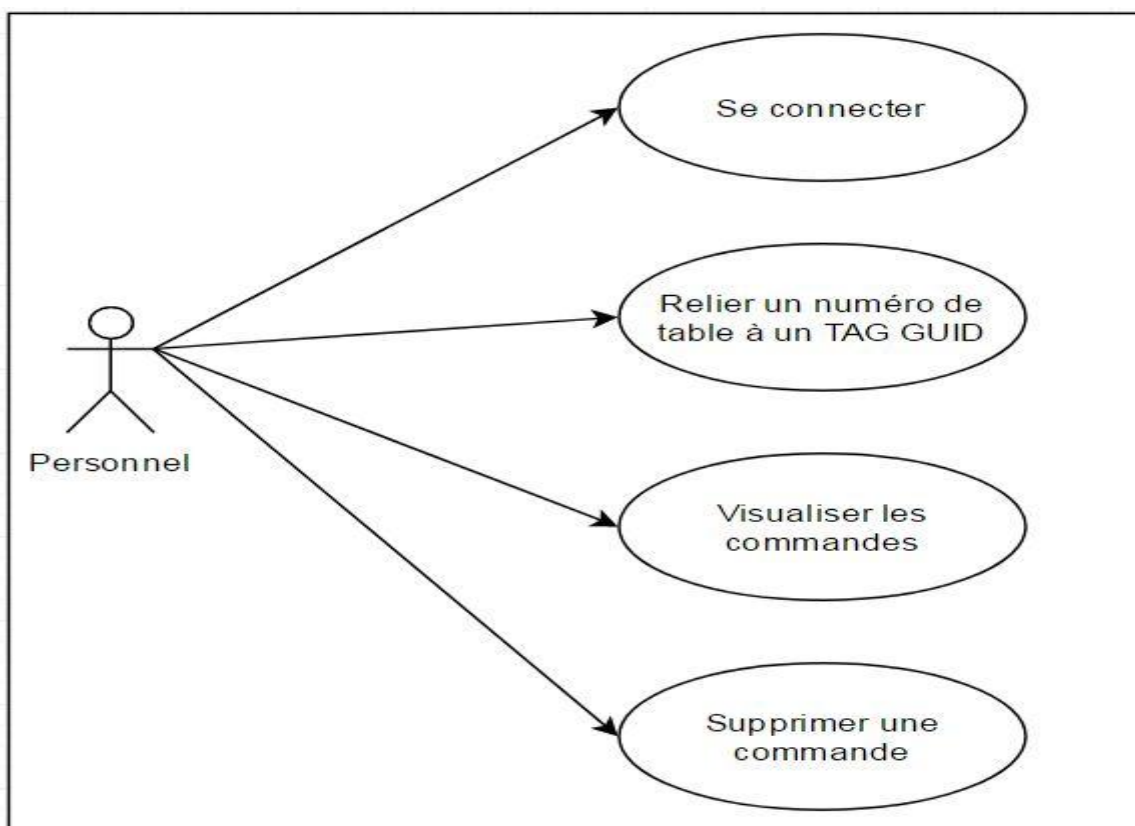 Se connecter
Relier un numéro de
table à un TAG GUID
Personnel
Visualiser les
commandes
Supprimer une
commande